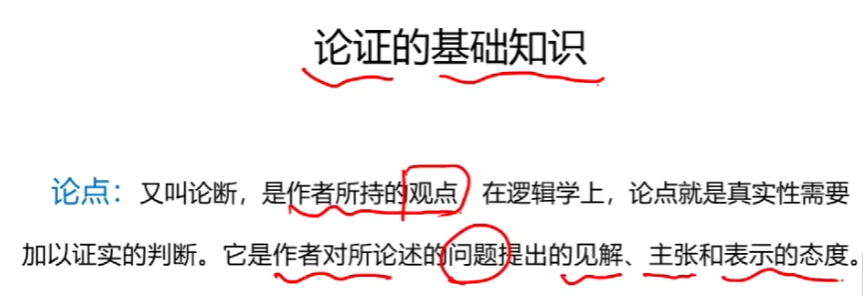 论证的基础知识
论点：又叫论断，是作者所持的观点 在逻辑学上，论点就是真实性需要
加以证实的判断。它是作者对所论述的问题提出的见解、主张和表示的态度。